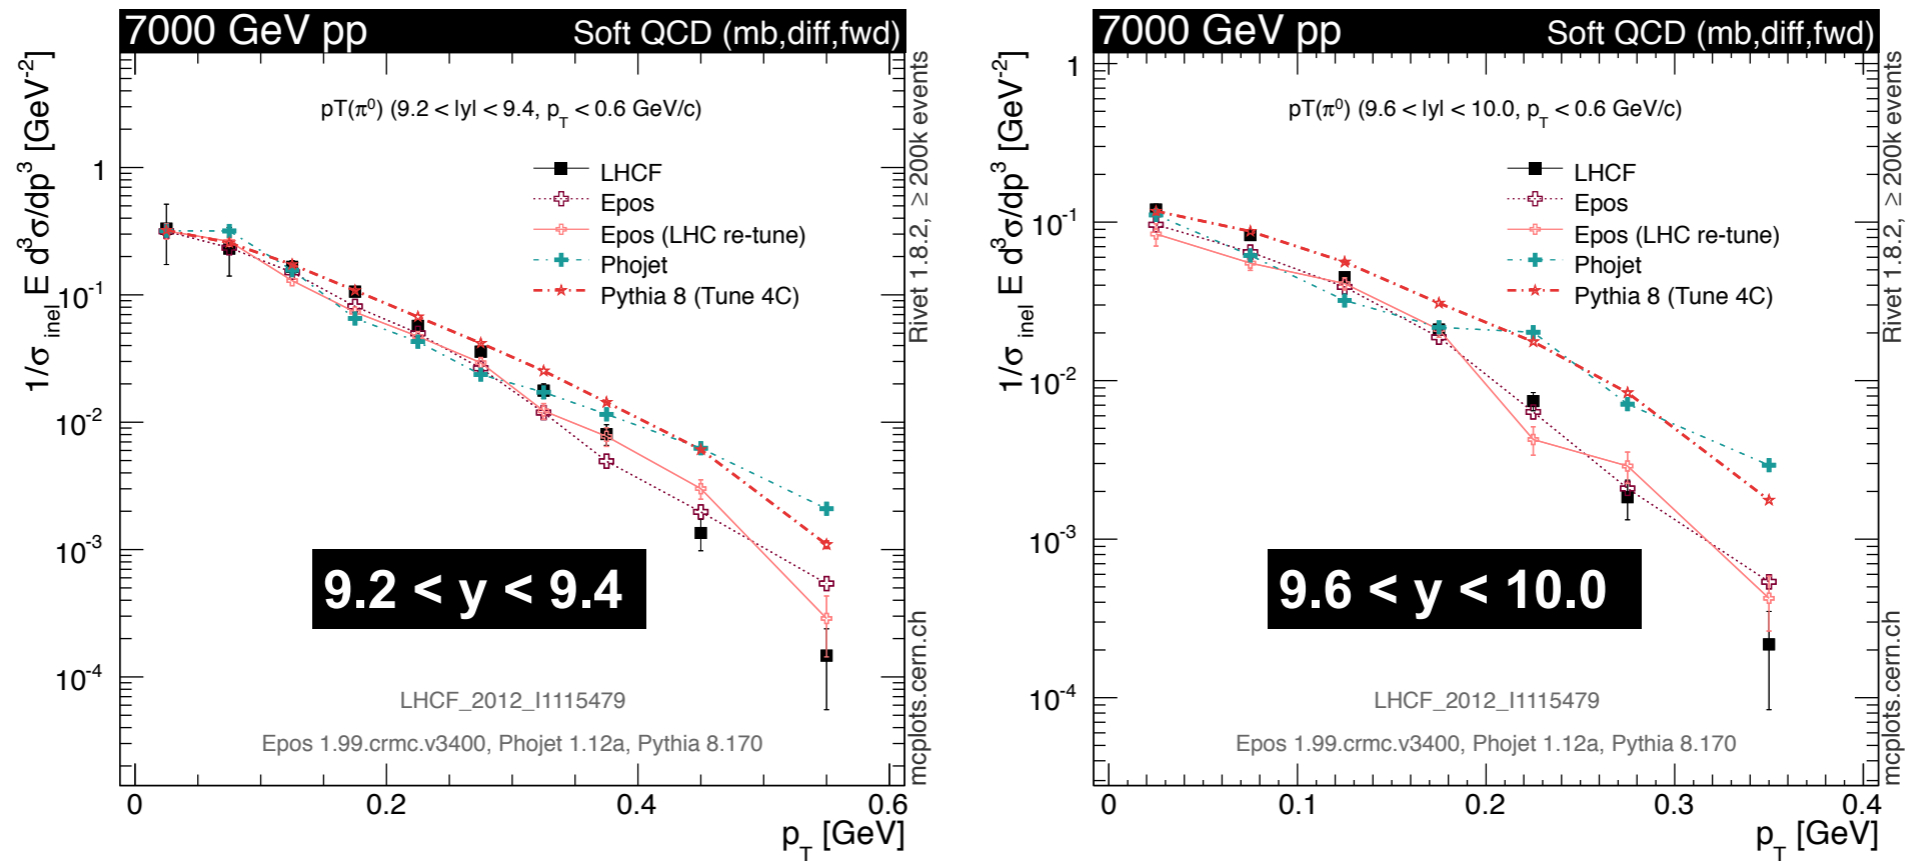 7000 GeV pp Soft QCD (mb,diff,fwd)
1/σ inel E d³σ/dp³ [GeV⁻²]
pT(π⁰) (9.2 < |y| < 9.4, p_T < 0.6 GeV/c)
LHCF
Epos
Epos (LHC re-tune)
Phojet
Pythia 8 (Tune 4C)
1
10⁻¹
10⁻²
10⁻³
10⁻⁴
9.2 < y < 9.4
LHCF_2012_I1115479
Epos 1.99.crmc.v3400, Phojet 1.12a, Pythia 8.170
0 0.2 0.4 0.6
p_T [GeV]
Rivet 1.8.2, ≥ 200k events
mcplots.cern.ch
7000 GeV pp Soft QCD (mb,diff,fwd)
1/σ inel E d³σ/dp³ [GeV⁻²]
pT(π⁰) (9.6 < |y| < 10.0, p_T < 0.6 GeV/c)
LHCF
Epos
Epos (LHC re-tune)
Phojet
Pythia 8 (Tune 4C)
1
10⁻¹
10⁻²
10⁻³
10⁻⁴
9.6 < y < 10.0
LHCF_2012_I1115479
Epos 1.99.crmc.v3400, Phojet 1.12a, Pythia 8.170
0 0.1 0.2 0.3 0.4
p_T [GeV]
Rivet 1.8.2, ≥ 200k events
mcplots.cern.ch